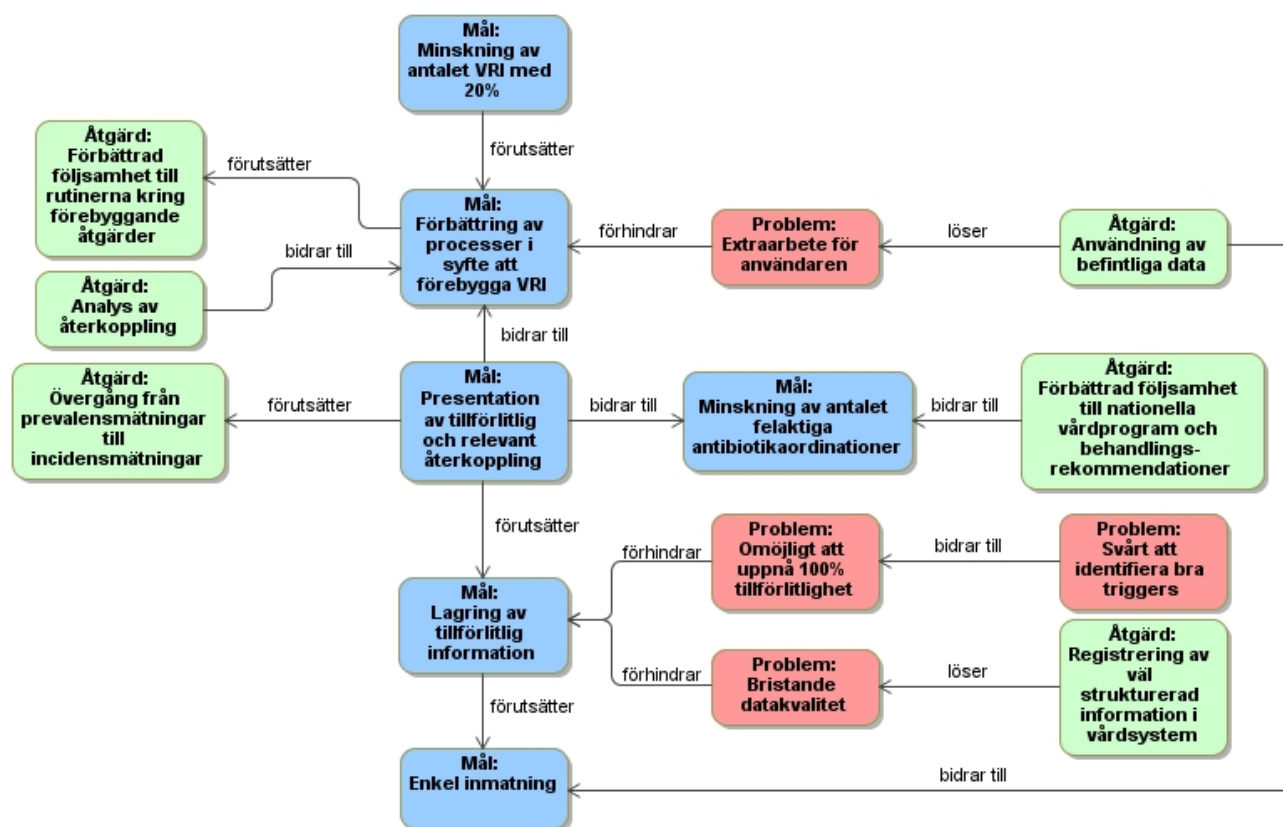 Mål:
Minskning av
antalet VRI med
20%
förutsätter
Åtgärd:
Förbättrad
följsamhet till
rutinerna kring
förebyggande
åtgärder
förutsätter
Mål:
Förbättring av
processer i
syfte att
förebygga VRI
förhindrar
Problem:
Extraarbete för
användaren
löser
Åtgärd:
Användning av
befintliga data
bidrar till
Åtgärd:
Analys av
återkoppling
bidrar till
Åtgärd:
Övergång från
prevalensmätningar
till
incidensmätningar
förutsätter
Mål:
Presentation
av tillförlitlig
och relevant
återkoppling
bidrar till
Mål:
Minskning av antalet
felaktiga
antibiotikaordinationer
bidrar till
Åtgärd:
Förbättrad följsamhet
till nationella
vårdprogram och
behandlings-
rekommendationer
förutsätter
Mål:
Lagring av
tillförlitlig
information
förhindrar
Problem:
Omöjligt att
uppnå 100%
tillförlitlighet
bidrar till
Problem:
Svårt att
identifiera bra
triggers
förhindrar
Problem:
Bristande
datakvalitet
löser
Åtgärd:
Registrering av
väl
strukturerad
information i
vårdsystem
förutsätter
Mål:
Enkel inmatning
bidrar till